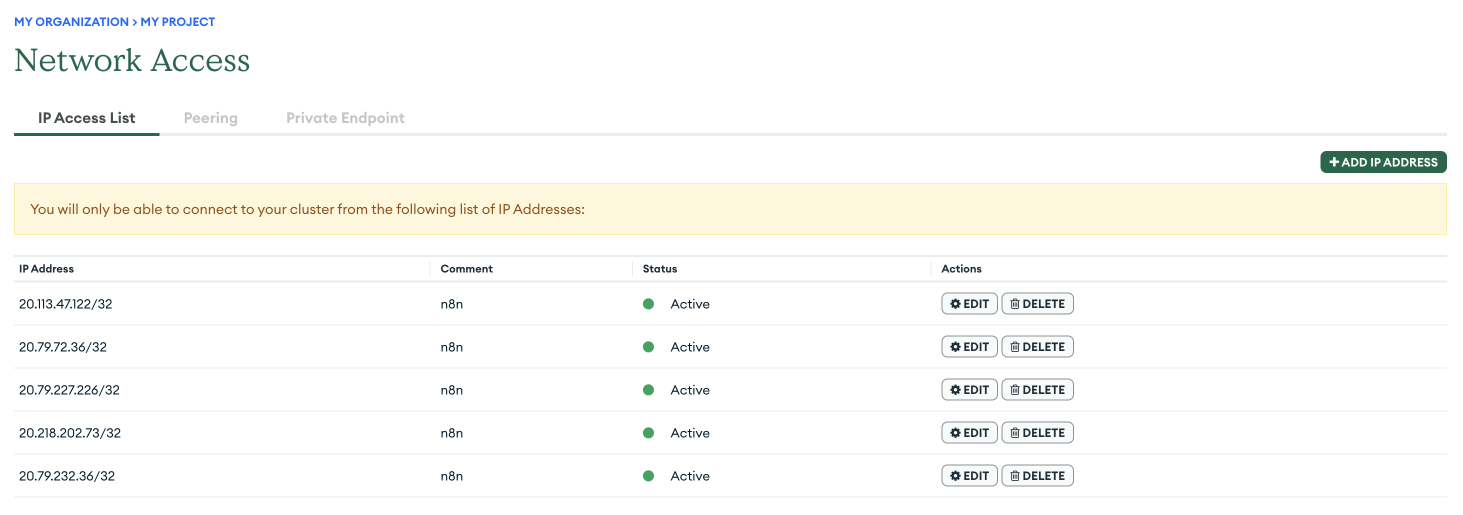 MY ORGANIZATION > MY PROJECT
Network Access
IP Access List Peering Private Endpoint
+ ADD IP ADDRESS
You will only be able to connect to your cluster from the following list of IP Addresses:
IP Address Comment Status Actions
20.113.47.122/32 n8n Active EDIT DELETE
20.79.72.36/32 n8n Active EDIT DELETE
20.79.227.226/32 n8n Active EDIT DELETE
20.218.202.73/32 n8n Active EDIT DELETE
20.79.232.36/32 n8n Active EDIT DELETE